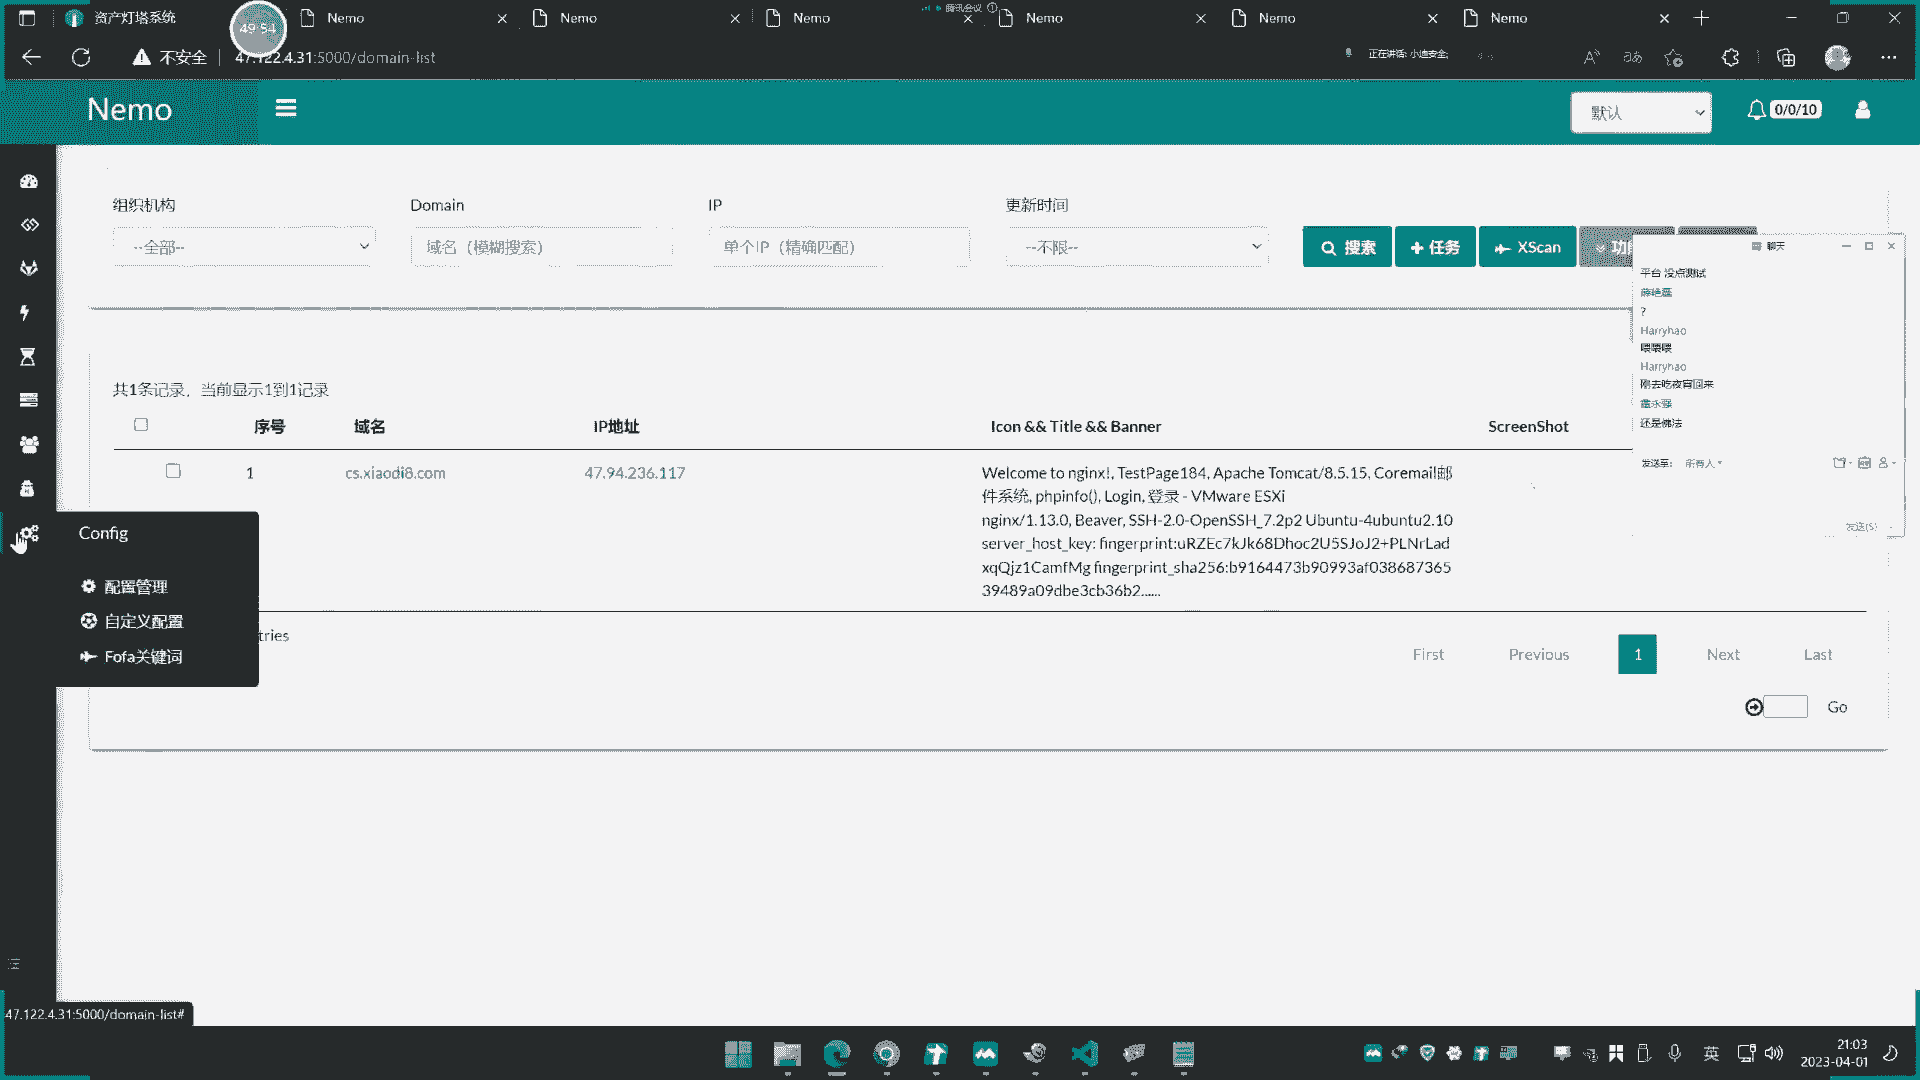 资产灯塔系统
49:54
Nemo
Nemo
Nemo
腾讯会议
Nemo
Nemo
Nemo
不安全
47.122.4.31:5000/domain-list
正在讲话: 小迪安全;
Nemo
默认
0/0/10
组织机构
Domain
IP
更新时间
--全部--
域名（模糊搜索）
单个IP（精确匹配）
--不限--
搜索
任务
XScan
聊天
平台 没点测试
?
Harryhao
喂喂喂
Harryhao
刚去吃夜宵回来
还是佛法
发送至:
所有人
发送(S)
共1条记录，当前显示1到1记录
序号
域名
IP地址
Icon && Title && Banner
ScreenShot
1
cs.xiaodi8.com
47.94.236.117
Welcome to nginx!, TestPage184, Apache Tomcat/8.5.15, Coremail邮
件系统, phpinfo(), Login, 登录 - VMware ESXi
nginx/1.13.0, Beaver, SSH-2.0-OpenSSH_7.2p2 Ubuntu-4ubuntu2.10
server_host_key: fingerprint:uRZEc7kJk68Dhoc2U5SJoJ2+PLNrLad
xqQjz1CamfMg fingerprint_sha256:b9164473b90993af038687365
39489a09dbe3cb36b2......
Config
配置管理
自定义配置
Fofa关键词
tries
First
Previous
1
Next
Last
Go
47.122.4.31:5000/domain-list#
英
21:03
2023-04-01